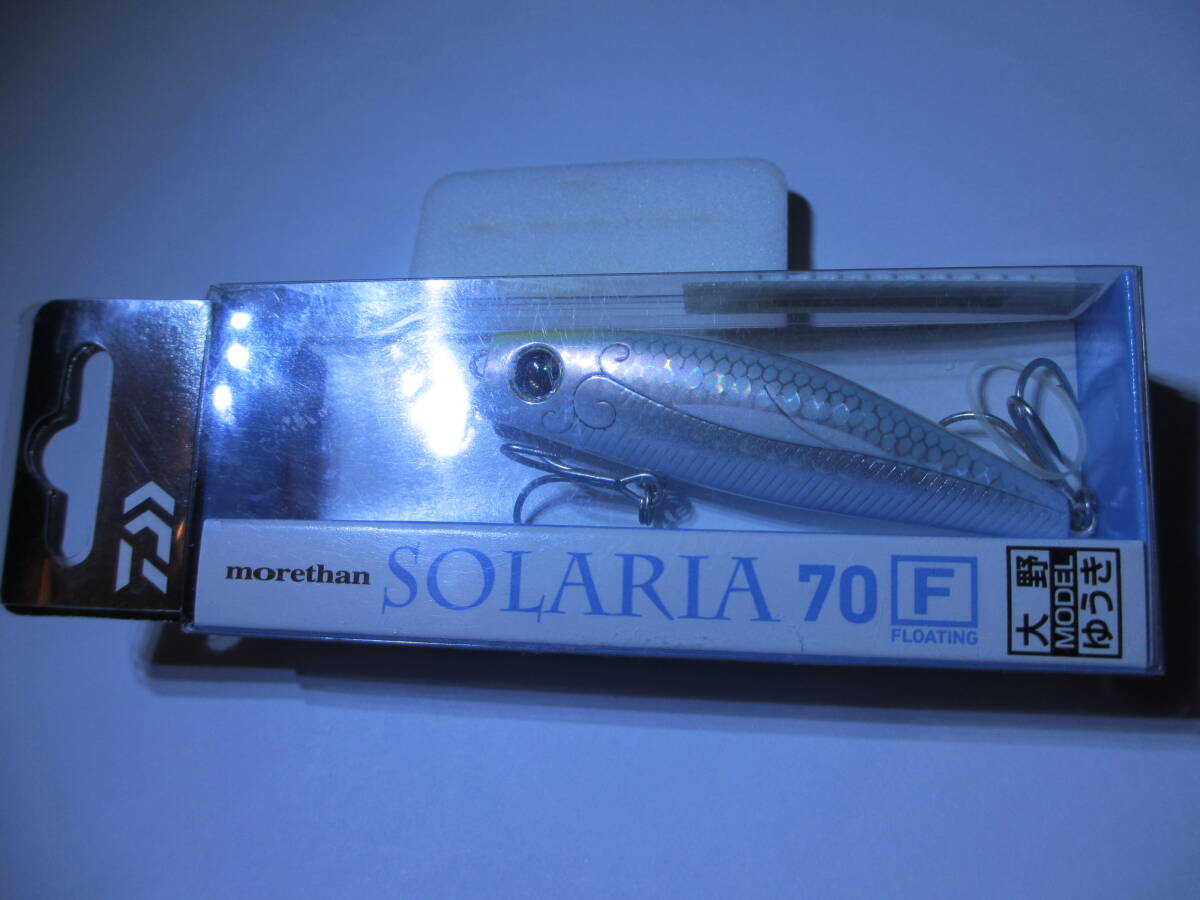 morethan SOLARIA 70 F
FLOATING
大野
MODEL
ゆうき